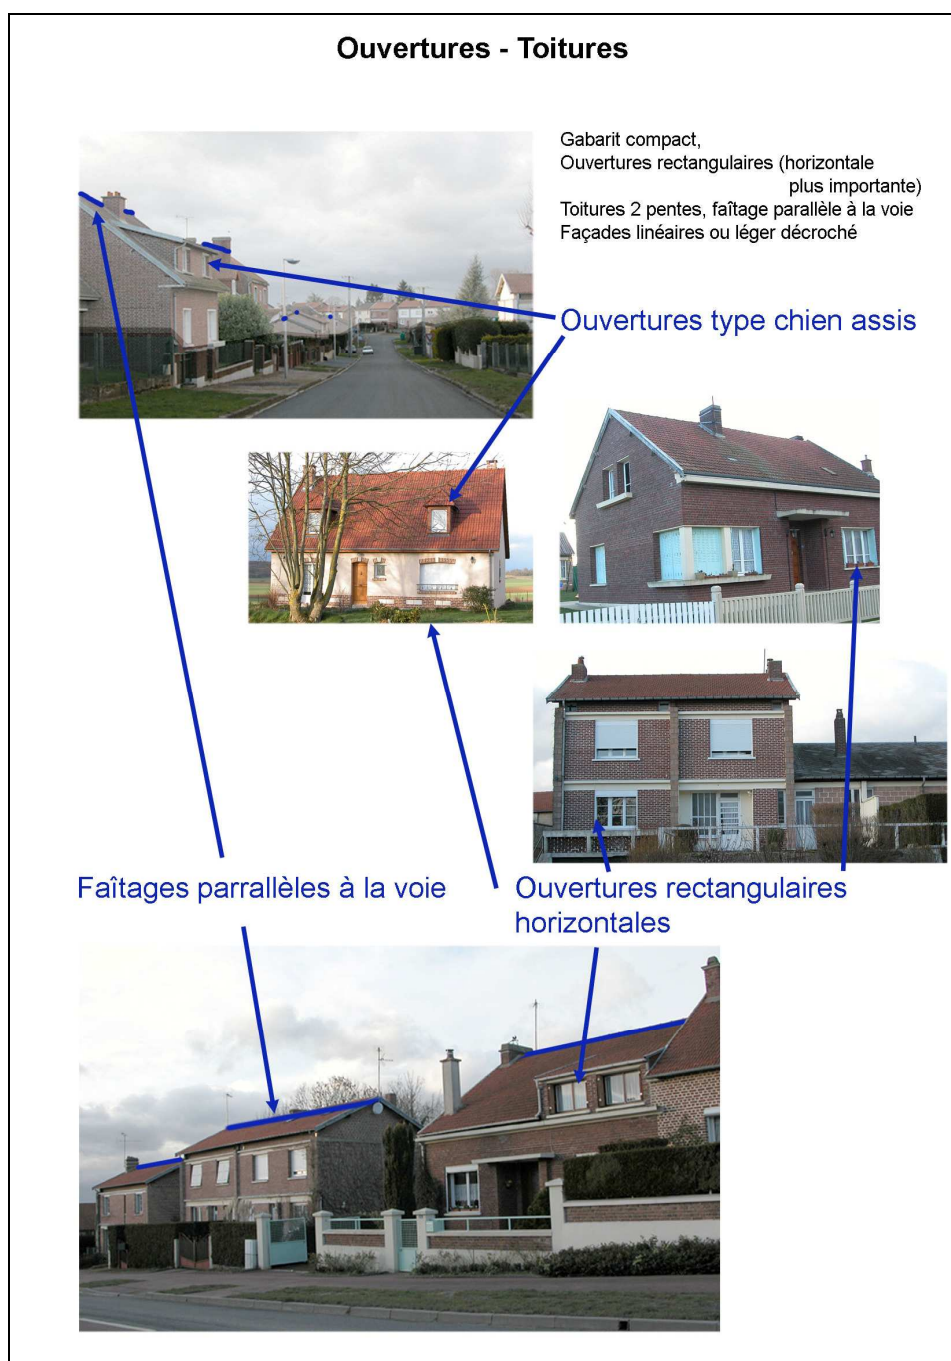 Ouvertures - Toitures
Gabarit compact,
Ouvertures rectangulaires (horizontale
plus importante)
Toitures 2 pentes, faîtage parallèle à la voie
Façades linéaires ou léger décroché
Ouvertures type chien assis
Faîtages parrallèles à la voie
Ouvertures rectangulaires
horizontales